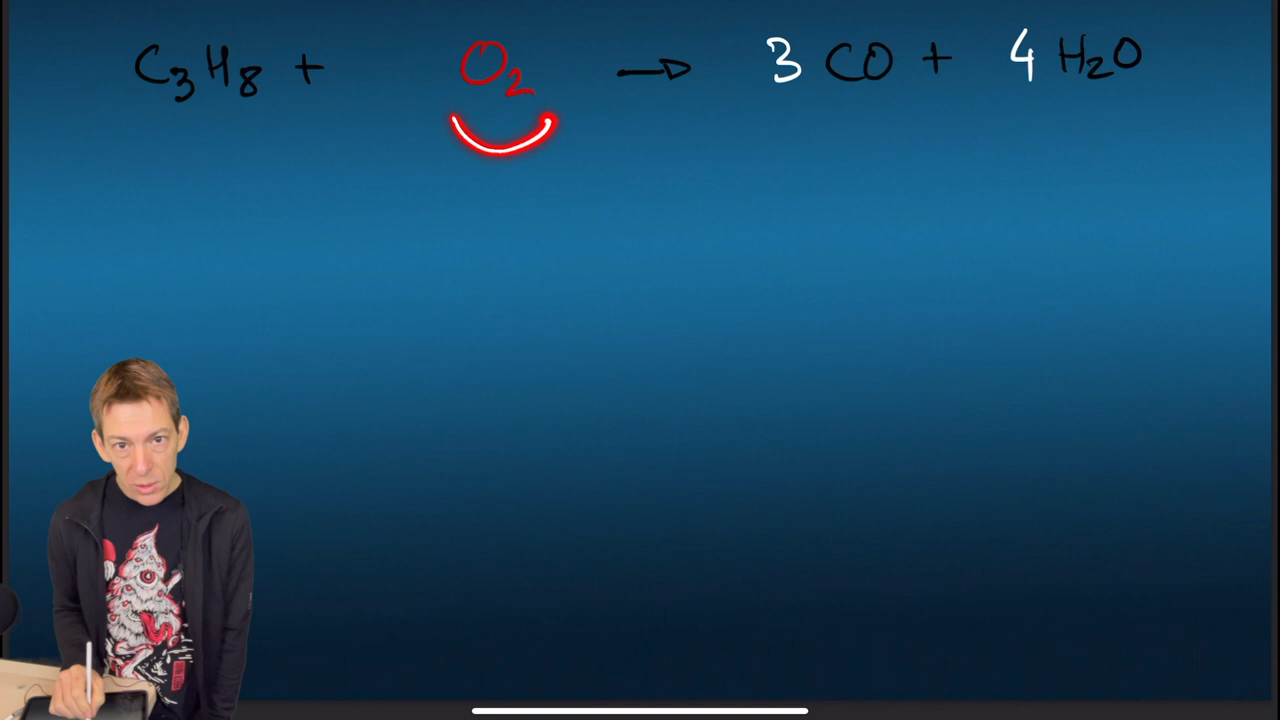 C₃H₈ + O₂ → 3 CO + 4 H₂O